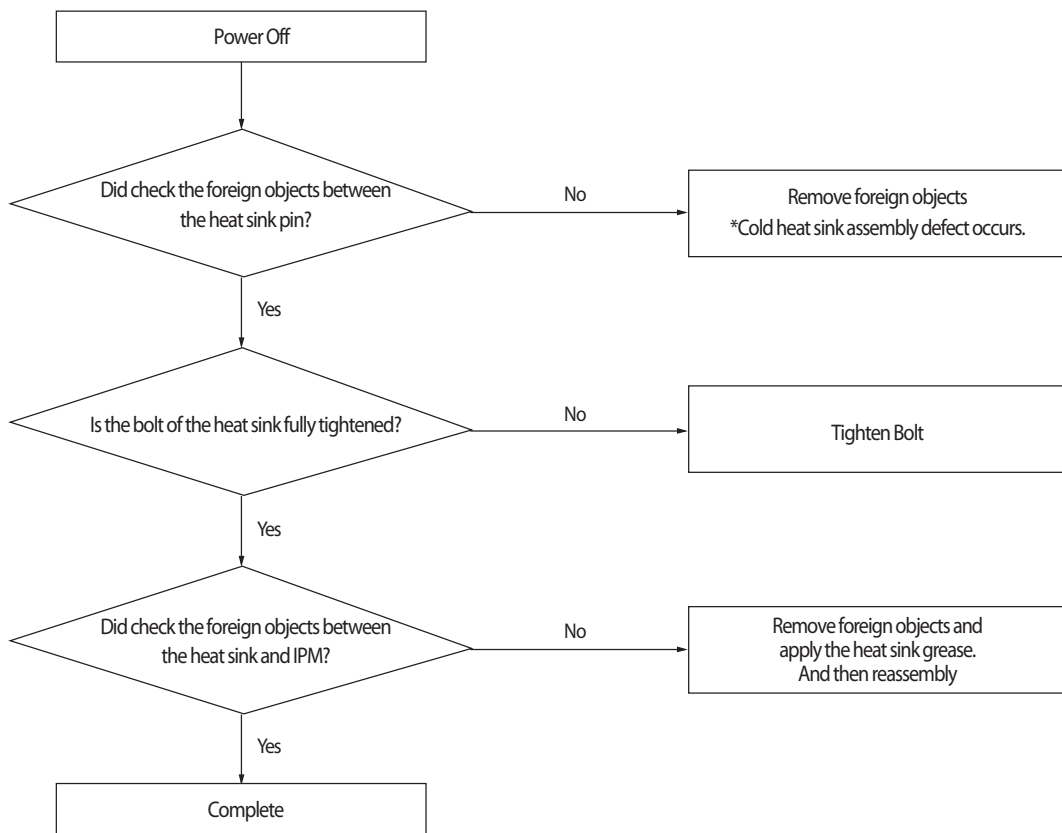 Power Off
Did check the foreign objects between
the heat sink pin?
No
Remove foreign objects
*Cold heat sink assembly defect occurs.
Yes
Is the bolt of the heat sink fully tightened?
No
Tighten Bolt
Yes
Did check the foreign objects between
the heat sink and IPM?
No
Remove foreign objects and
apply the heat sink grease.
And then reassembly
Yes
Complete